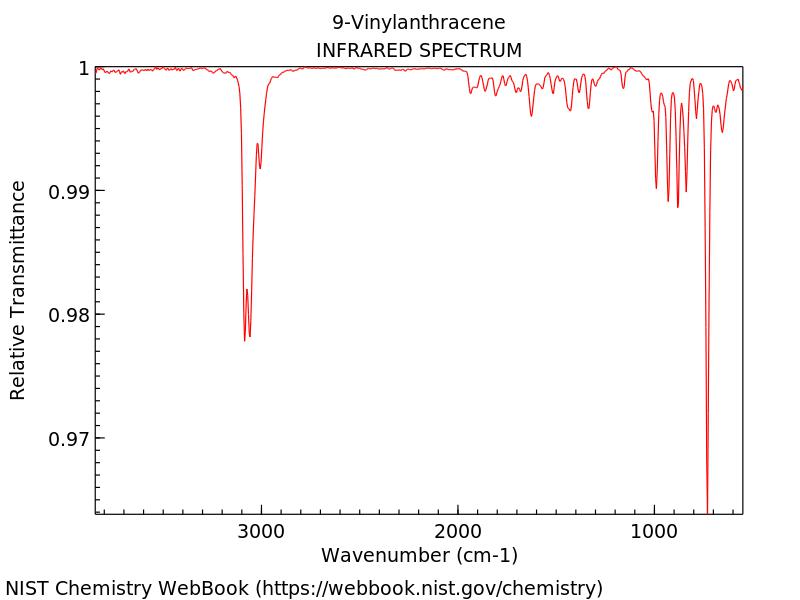 9-Vinylanthracene
INFRARED SPECTRUM
1
0.99
0.98
0.97
Relative Transmittance
3000
2000
1000
Wavenumber (cm-1)
NIST Chemistry WebBook (https://webbook.nist.gov/chemistry)